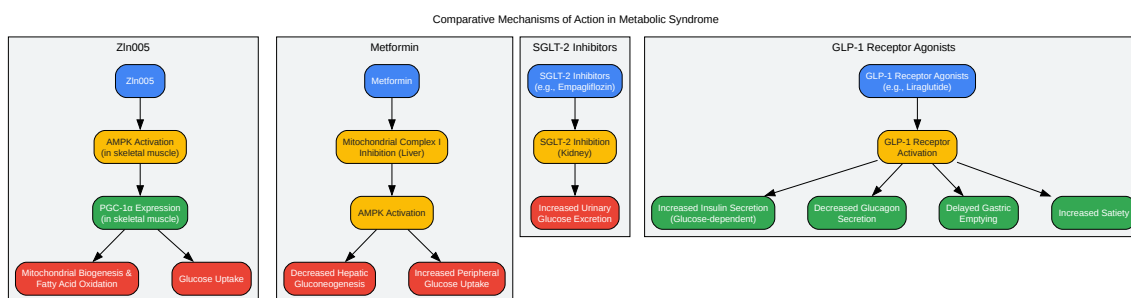 Comparative Mechanisms of Action in Metabolic Syndrome
Zln005
Zln005
AMPK Activation
(in skeletal muscle)
PGC-1α Expression
(in skeletal muscle)
Mitochondrial Biogenesis &
Fatty Acid Oxidation
Glucose Uptake
Metformin
Metformin
Mitochondrial Complex I
Inhibition (Liver)
AMPK Activation
Decreased Hepatic
Gluconeogenesis
Increased Peripheral
Glucose Uptake
SGLT-2 Inhibitors
SGLT-2 Inhibitors
(e.g., Empagliflozin)
SGLT-2 Inhibition
(Kidney)
Increased Urinary
Glucose Excretion
GLP-1 Receptor Agonists
GLP-1 Receptor Agonists
(e.g., Liraglutide)
GLP-1 Receptor
Activation
Increased Insulin Secretion
(Glucose-dependent)
Decreased Glucagon
Secretion
Delayed Gastric
Emptying
Increased Satiety